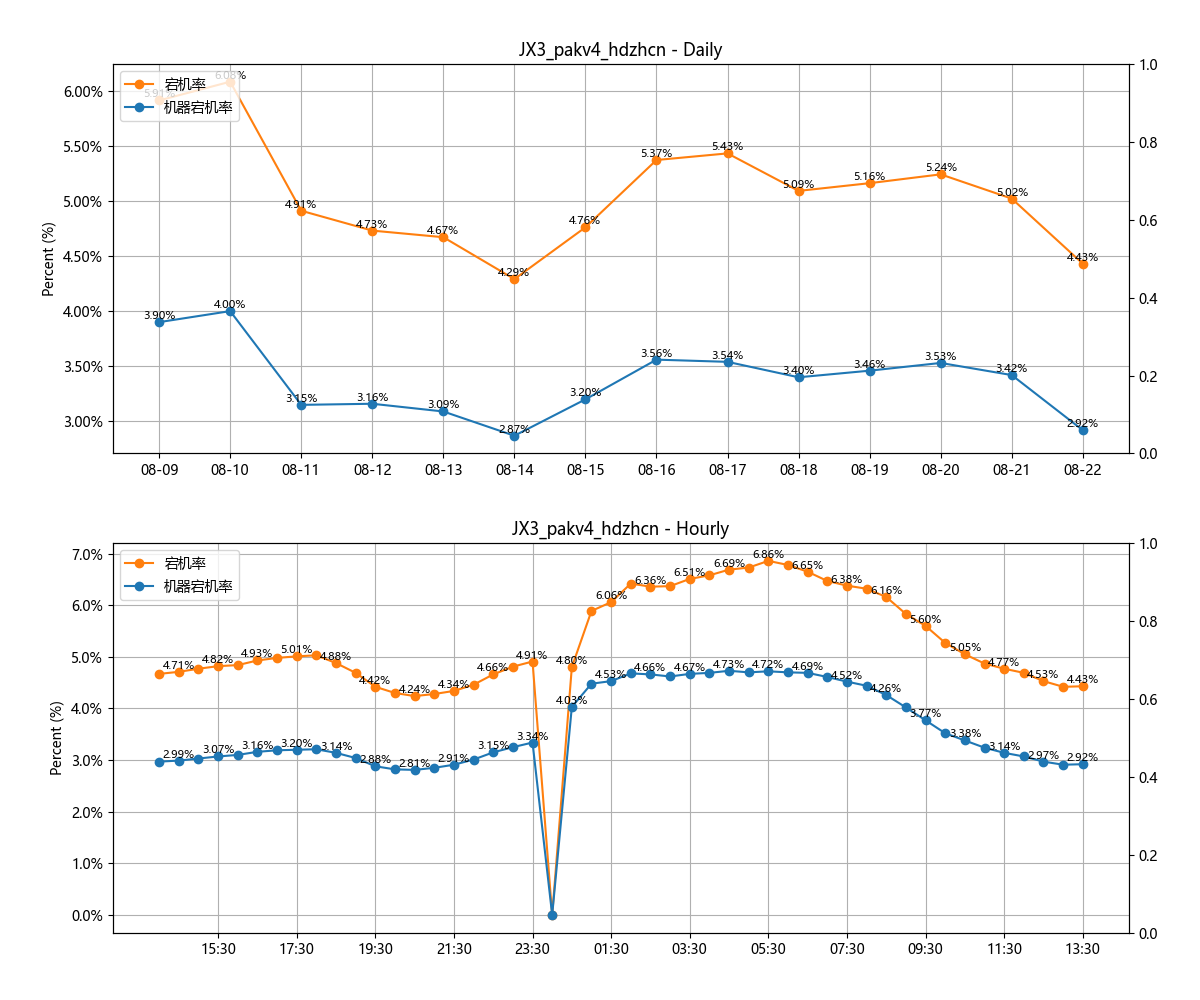 JX3_pakv4_hdzhcn - Daily
宕机率
机器宕机率
Percent (%)
6.00%
5.50%
5.00%
4.50%
4.00%
3.50%
3.00%
1.0
0.8
0.6
0.4
0.2
0.0
5.91% 6.08% 4.91% 4.73% 4.67% 4.29% 4.76% 5.37% 5.43% 5.09% 5.16% 5.24% 5.02% 4.43%
3.90% 4.00% 3.15% 3.16% 3.09% 2.87% 3.20% 3.56% 3.54% 3.40% 3.46% 3.53% 3.42% 2.92%
08-09 08-10 08-11 08-12 08-13 08-14 08-15 08-16 08-17 08-18 08-19 08-20 08-21 08-22
JX3_pakv4_hdzhcn - Hourly
宕机率
机器宕机率
Percent (%)
7.0%
6.0%
5.0%
4.0%
3.0%
2.0%
1.0%
0.0%
1.0
0.8
0.6
0.4
0.2
0.0
4.71% 4.82% 4.93% 5.01% 4.88% 4.42% 4.24% 4.34% 4.66% 4.91% 4.80% 6.06% 6.36% 6.51% 6.69% 6.86% 6.65% 6.38% 6.16% 5.60% 5.05% 4.77% 4.53% 4.43%
2.99% 3.07% 3.16% 3.20% 3.14% 2.88% 2.81% 2.91% 3.15% 3.34% 4.03% 4.53% 4.66% 4.67% 4.73% 4.72% 4.69% 4.52% 4.26% 3.77% 3.38% 3.14% 2.97% 2.92%
15:30 17:30 19:30 21:30 23:30 01:30 03:30 05:30 07:30 09:30 11:30 13:30